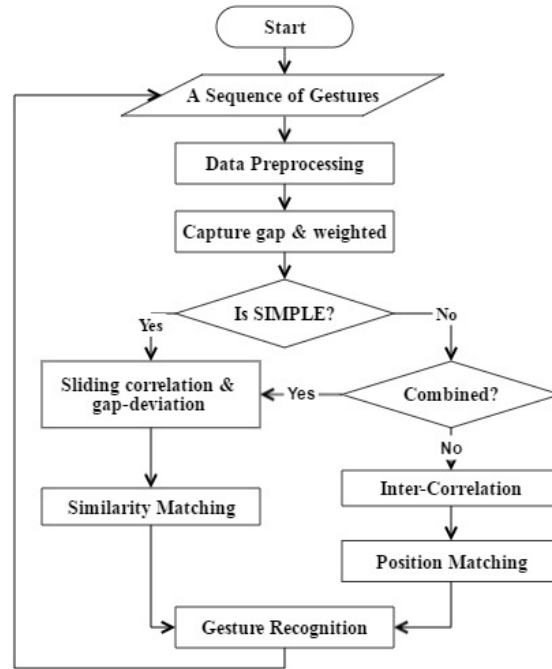 Start
A Sequence of Gestures
Data Preprocessing
Capture gap & weighted
Is SIMPLE?
Yes
No
Sliding correlation &
gap-deviation
Yes
Combined?
No
Similarity Matching
Inter-Correlation
Position Matching
Gesture Recognition